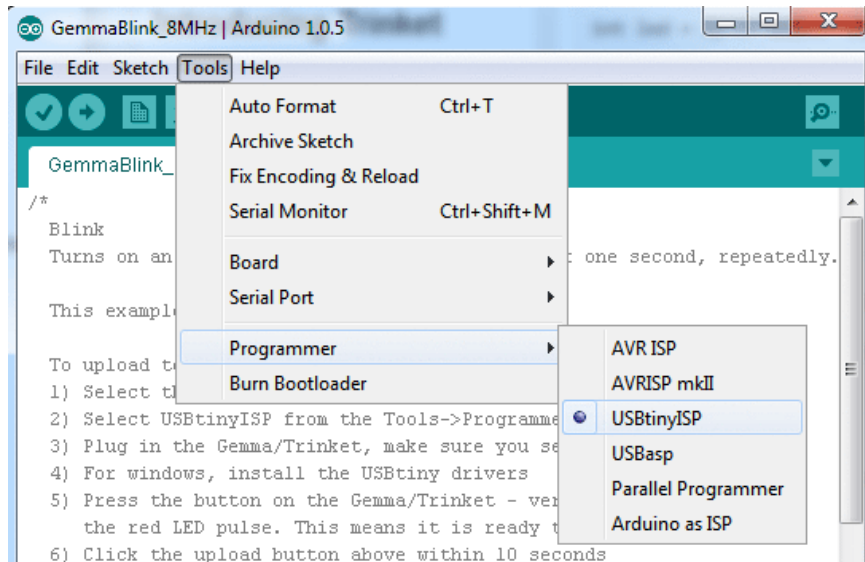 GemmaBlink_8MHz | Arduino 1.0.5
File Edit Sketch Tools Help
Auto Format Ctrl+T
Archive Sketch
GemmaBlink_
Fix Encoding & Reload
/*
Serial Monitor Ctrl+Shift+M
Blink
Turns on an one second, repeatedly.
Board
Serial Port
This exampl
Programmer
AVR ISP
To upload t
Burn Bootloader
AVRISP mkII
1) Select t
2) Select USBtinyISP from the Tools->Programme
USBtinyISP
3) Plug in the Gemma/Trinket, make sure you se
USBasp
4) For windows, install the USBtiny drivers
Parallel Programmer
5) Press the button on the Gemma/Trinket - ver
the red LED pulse. This means it is ready t
Arduino as ISP
6) Click the upload button above within 10 seconds